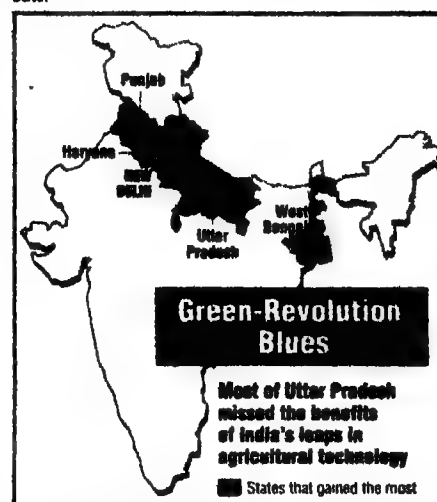 Punjab
Haryana
NEW
DELHI
Uttar
Pradesh
West
Bengal
Green-Revolution
Blues
Most of Uttar Pradesh
missed the benefits
of India's leaps in
agricultural technology
States that gained the most